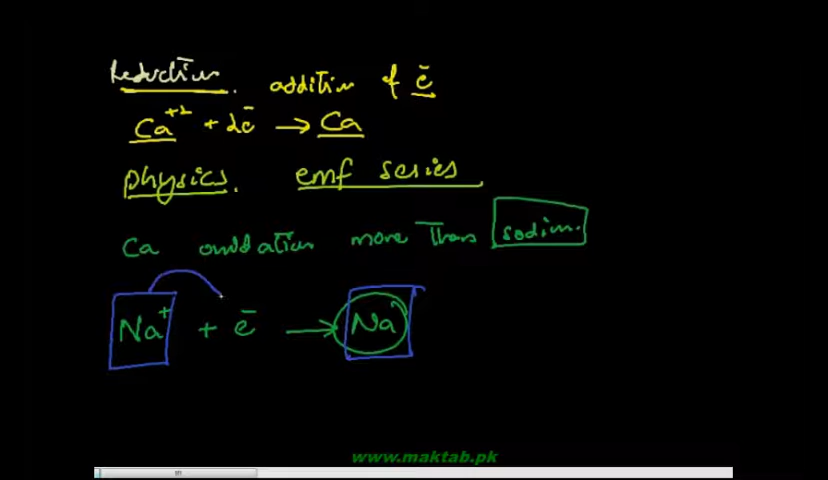 Reduction. addition of ē
Ca⁺² + 2ē → Ca
physics. emf series
Ca oxidation more than sodim.
Na⁺ + ē → Na
www.maktab.pk